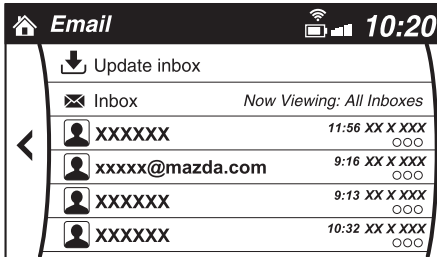 Email 10:20
Update inbox
Inbox Now Viewing: All Inboxes
XXXXXX 11:56 XX X XXX
○○○
xxxxx@mazda.com 9:16 XX X XXX
○○○
XXXXXX 9:13 XX X XXX
○○○
XXXXXX 10:32 XX X XXX
○○○